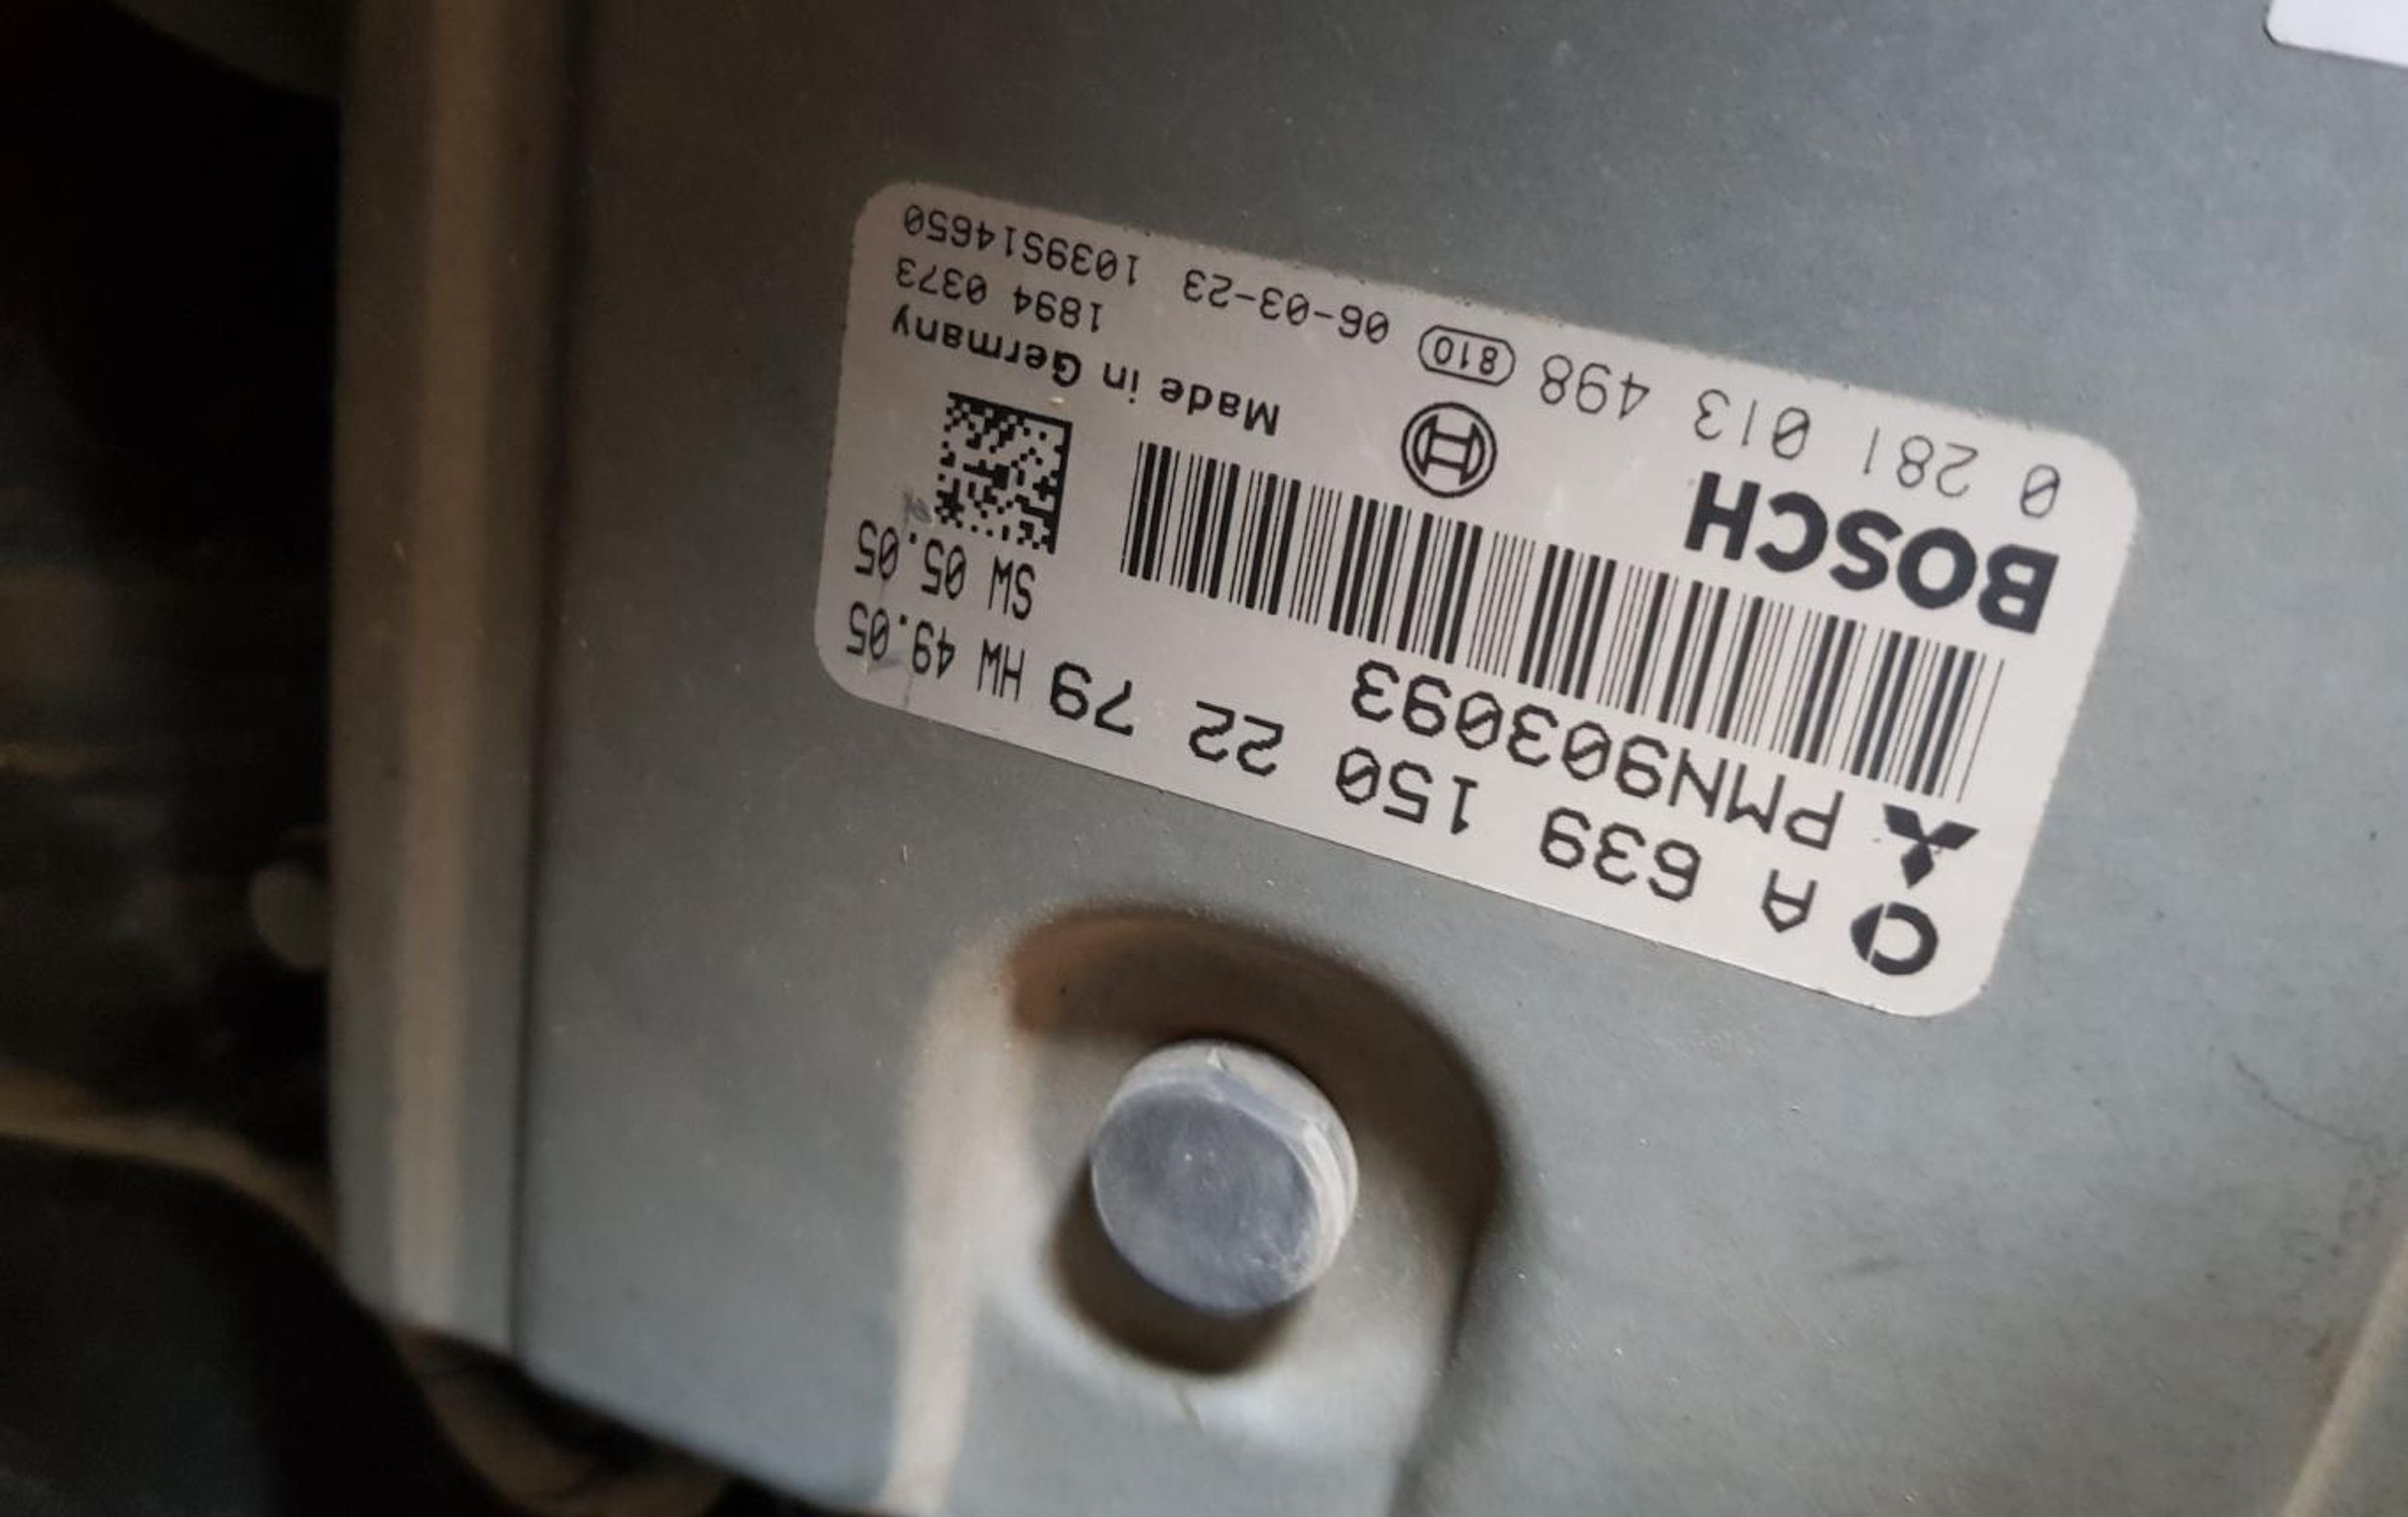 A 639 150 22 79 HW 49.05
PMN903093 SW 05.05
BOSCH Made in Germany
1894 0373
0 281 013 498 810 06-03-23 1039S14650